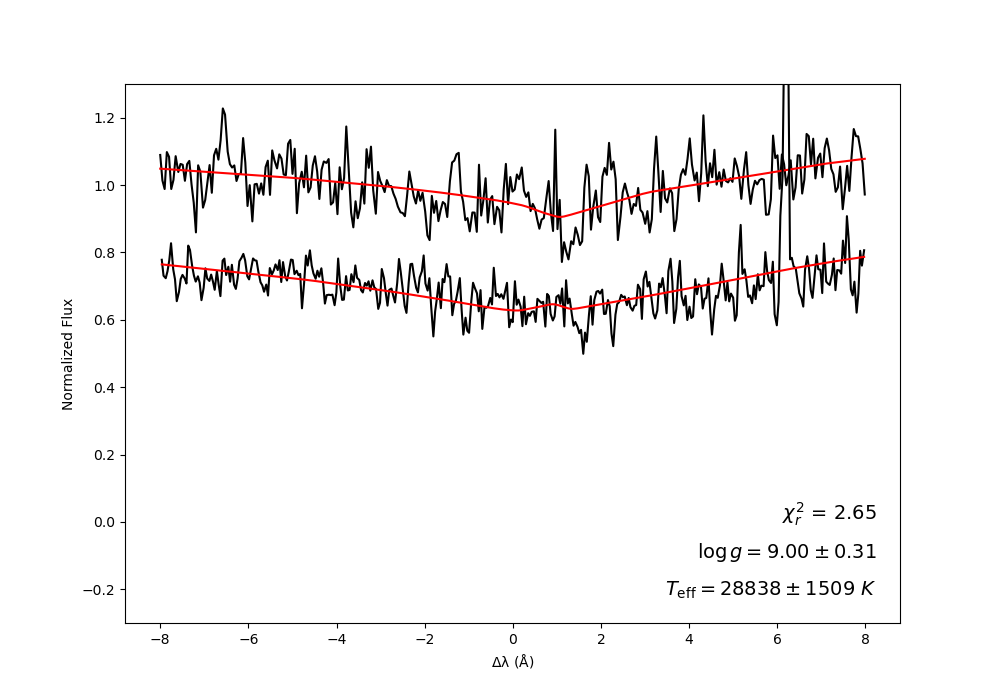 1.2
1.0
0.8
0.6
0.4
0.2
0.0
−0.2
Normalized Flux
χ²ᵣ = 2.65
log g = 9.00 ± 0.31
T_eff = 28838 ± 1509 K
−8 −6 −4 −2 0 2 4 6 8
Δλ (Å)